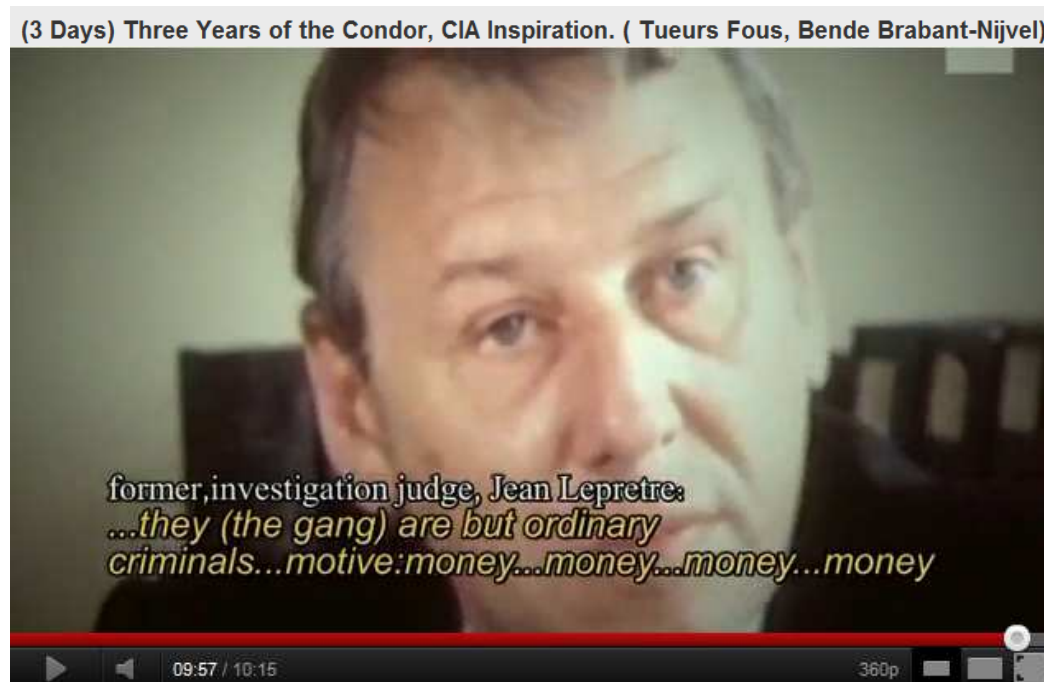 (3 Days) Three Years of the Condor, CIA Inspiration. ( Tueurs Fous, Bende Brabant-Nijvel)
former,investigation judge, Jean Lepretre:
...they (the gang) are but ordinary
criminals...motive:money...money...money...money
09:57 / 10:15
360p